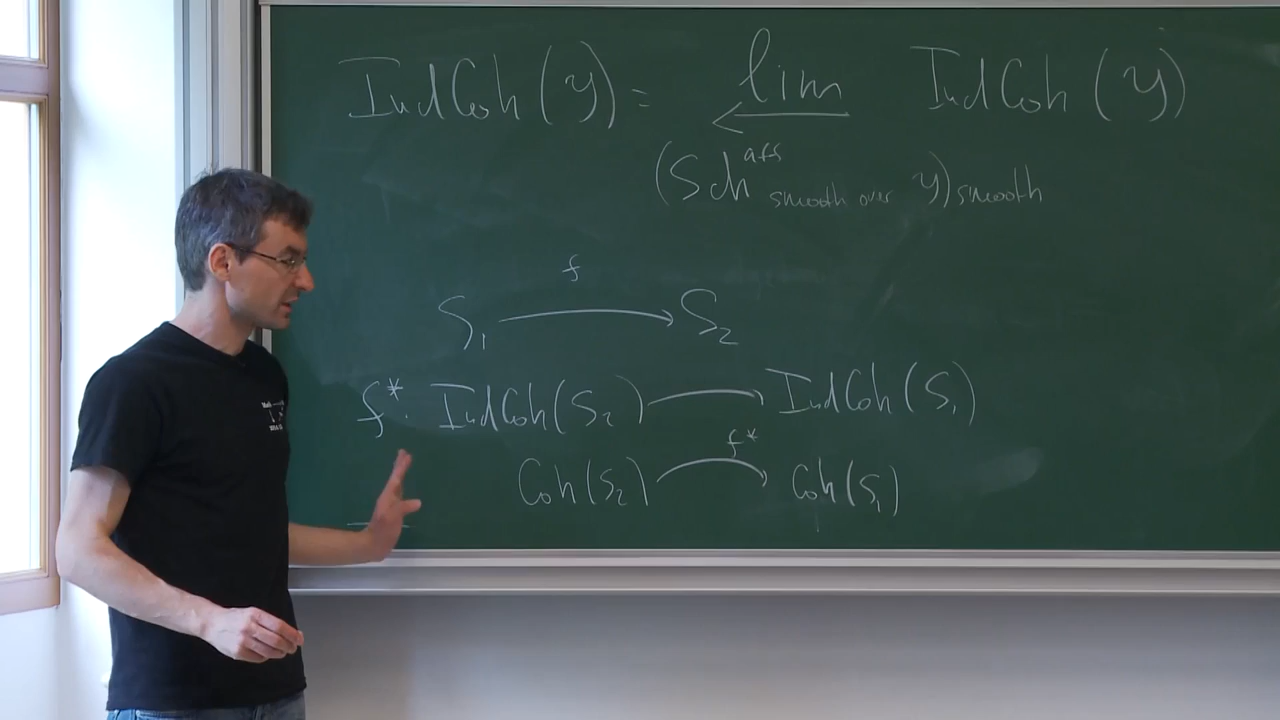 IndCoh(Y) = lim IndCoh(Y)
←
(Sch^aff smooth over Y)smooth
f
S₁ → S₂
f*: IndCoh(S₂) → IndCoh(S₁)
f*
Coh(S₂) → Coh(S₁)